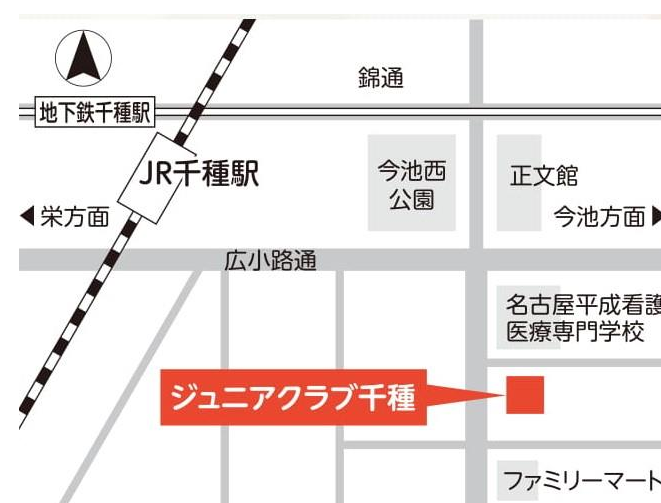 錦通
地下鉄千種駅
JR千種駅
今池西
公園
正文館
栄方面
今池方面
広小路通
名古屋平成看護
医療専門学校
ジュニアクラブ千種
ファミリーマート